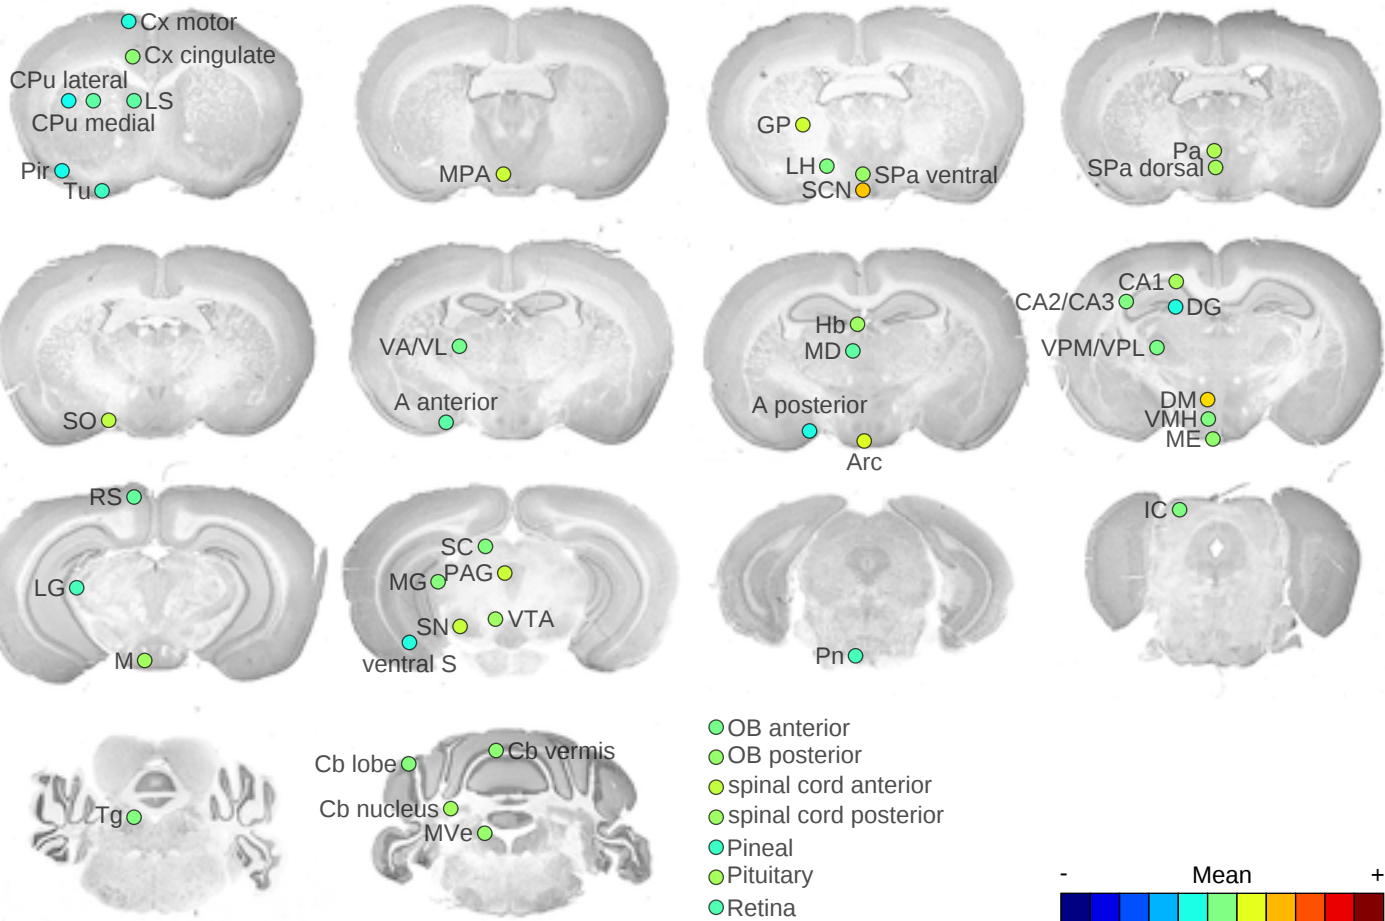 Cx motor
Cx cingulate
CPu lateral
LS
CPu medial
Pir
Tu
MPA
GP
LH
SPa ventral
SCN
Pa
SPa dorsal
SO
VA/VL
A anterior
Hb
MD
A posterior
Arc
CA1
CA2/CA3
DG
VPM/VPL
DM
VMH
ME
RS
LG
M
SC
PAG
MG
VTA
SN
ventral S
Pn
IC
Tg
Cb vermis
Cb lobe
Cb nucleus
MVe
OB anterior
OB posterior
spinal cord anterior
spinal cord posterior
Pineal
Pituitary
Retina
- Mean +